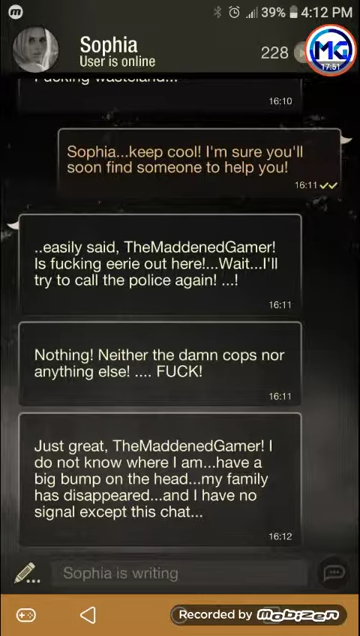 39% 4:12 PM
Sophia
User is online
228
MG
17:51
Fucking wasteland...
16:10
Sophia...keep cool! I'm sure you'll
soon find someone to help you!
16:11
..easily said, TheMaddenedGamer!
Is fucking eerie out here!...Wait...I'll
try to call the police again! ...!
16:11
Nothing! Neither the damn cops nor
anything else! .... FUCK!
16:11
Just great, TheMaddenedGamer! I
do not know where I am...have a
big bump on the head...my family
has disappeared...and I have no
signal except this chat...
16:12
Sophia is writing
Recorded by Mobizen